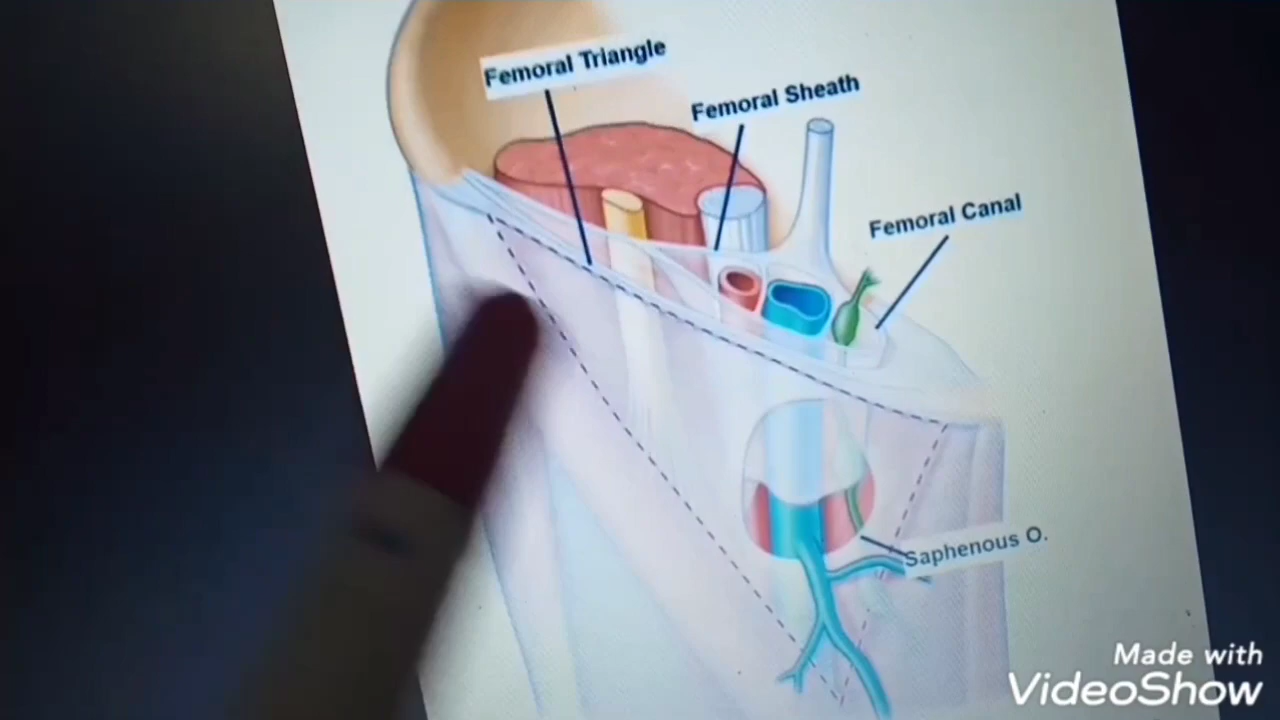 Femoral Triangle
Femoral Sheath
Femoral Canal
Saphenous O.
Made with
VideoShow